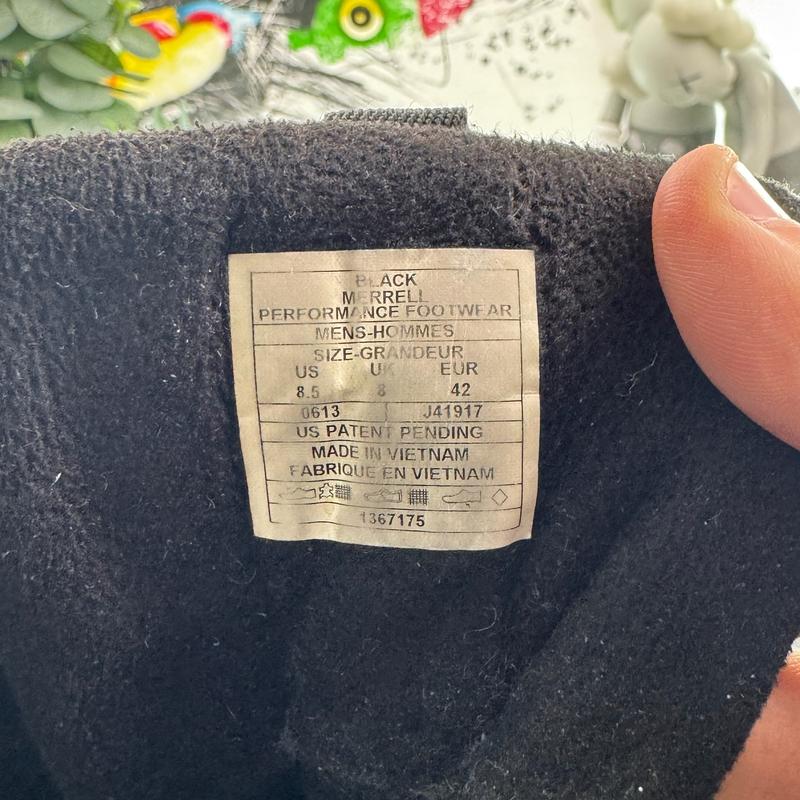 BLACK
MERRELL
PERFORMANCE FOOTWEAR
MENS-HOMMES
SIZE-GRANDEUR
US UK EUR
8.5 8 42
0613 J41917
US PATENT PENDING
MADE IN VIETNAM
FABRIQUE EN VIETNAM
1367175